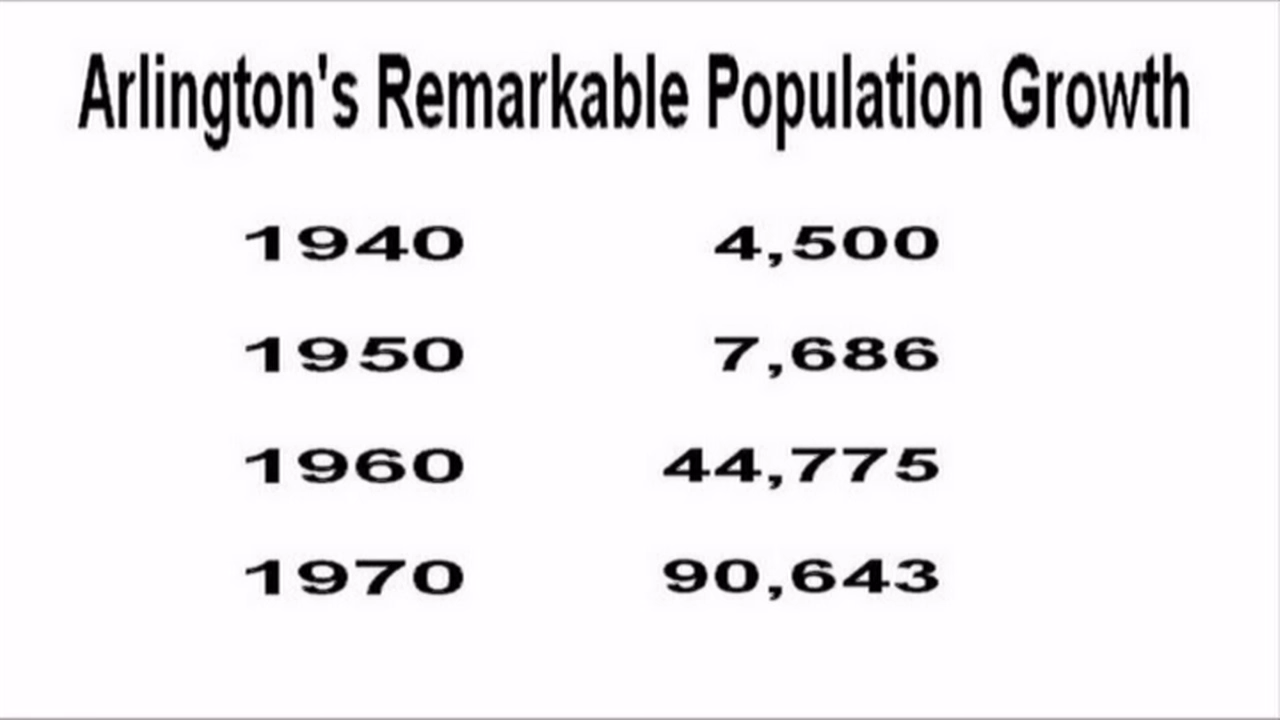 Arlington's Remarkable Population Growth
1940 4,500
1950 7,686
1960 44,775
1970 90,643